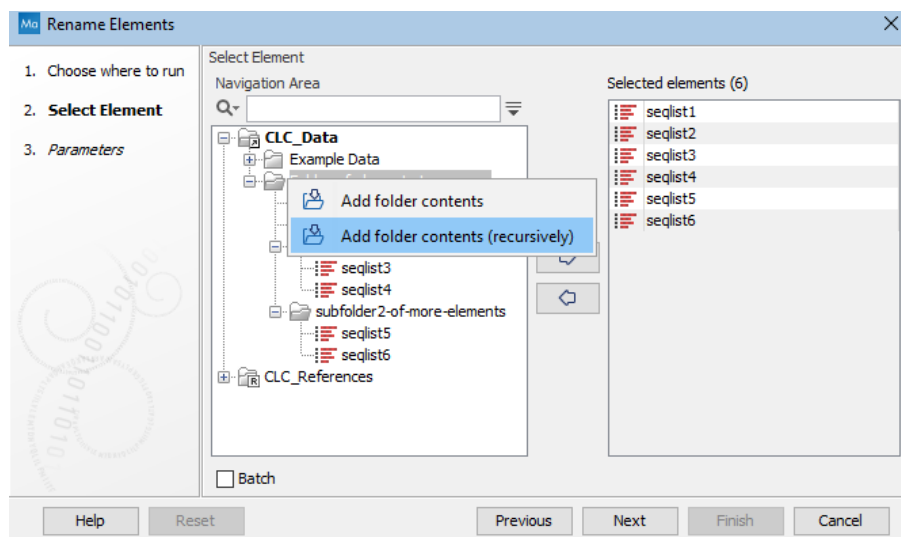 Ma Rename Elements
1. Choose where to run
2. Select Element
3. Parameters
Select Element
Navigation Area
CLC_Data
Example Data
Add folder contents
Add folder contents (recursively)
seqlist3
seqlist4
subfolder2-of-more-elements
seqlist5
seqlist6
R CLC_References
Batch
Selected elements (6)
seqlist1
seqlist2
seqlist3
seqlist4
seqlist5
seqlist6
Help
Reset
Previous
Next
Finish
Cancel